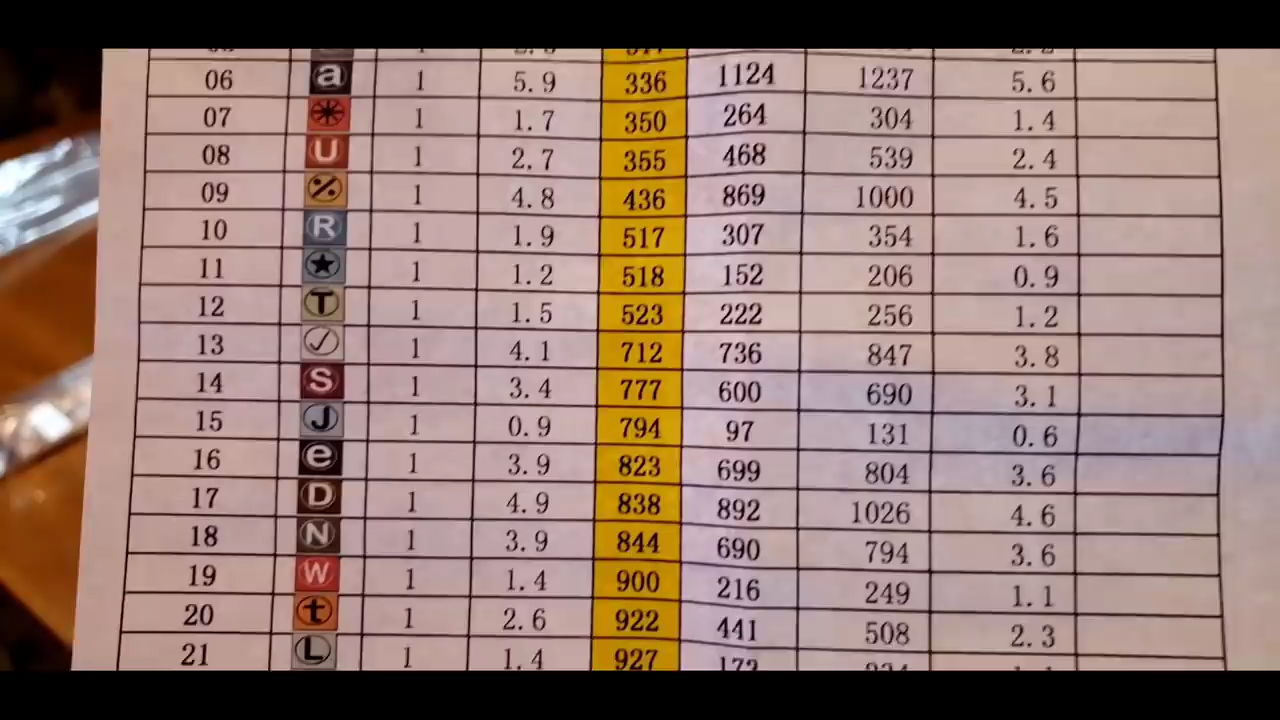 06 a 1 5.9 336 1124 1237 5.6
07 1 1.7 350 264 304 1.4
08 U 1 2.7 355 468 539 2.4
09 % 1 4.8 436 869 1000 4.5
10 R 1 1.9 517 307 354 1.6
11 ★ 1 1.2 518 152 206 0.9
12 T 1 1.5 523 222 256 1.2
13 ✓ 1 4.1 712 736 847 3.8
14 S 1 3.4 777 600 690 3.1
15 J 1 0.9 794 97 131 0.6
16 e 1 3.9 823 699 804 3.6
17 D 1 4.9 838 892 1026 4.6
18 N 1 3.9 844 690 794 3.6
19 W 1 1.4 900 216 249 1.1
20 t 1 2.6 922 441 508 2.3
21 L 1 1.4 927